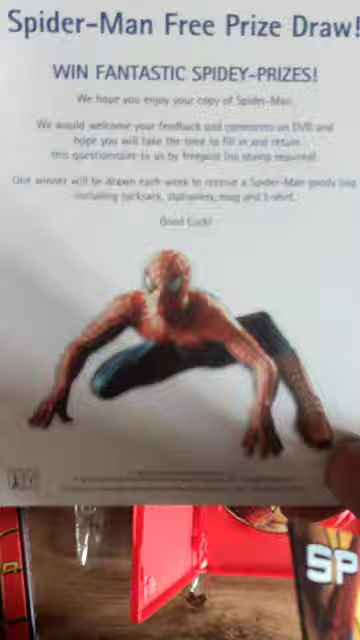 Spider-Man Free Prize Draw!
WIN FANTASTIC SPIDEY-PRIZES!
We hope you enjoy your copy of Spider-Man.
We would welcome your feedback and comments on DVD and
hope you will take the time to fill in and return
this questionnaire to us by freepost (no stamp required).
One winner will be drawn each week to receive a Spider-Man goody bag
including rucksack, stationery, mug and t-shirt.
Good Luck!
SP